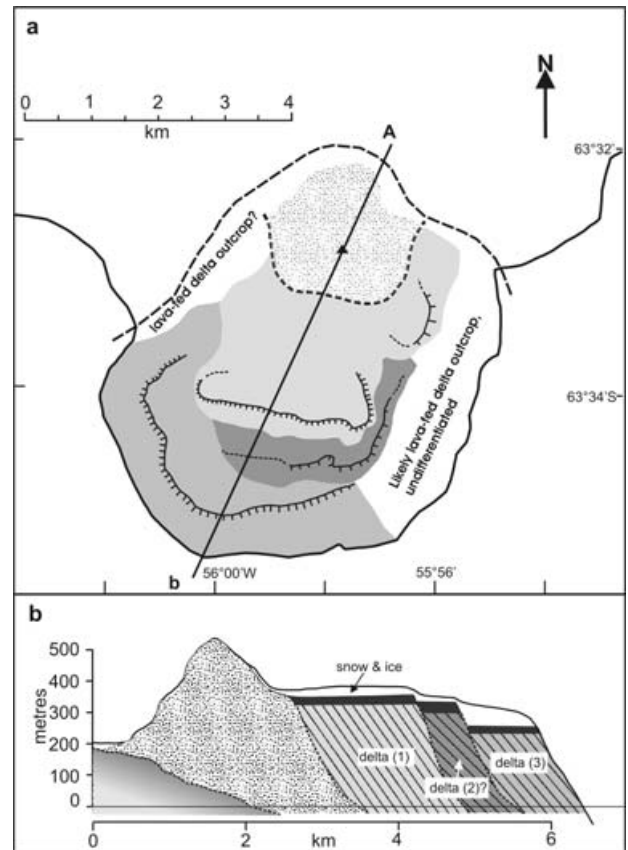 a
0 1 2 3 4
km
N
A
63°32'
lava-fed delta outcrop?
63°34'S
Likely lava-fed delta outcrop,
undifferentiated
b
56°00'W
55°56'
b
500
400
300
200
100
0
metres
snow & ice
delta (1)
delta (2)?
delta (3)
0 2 4 6
km